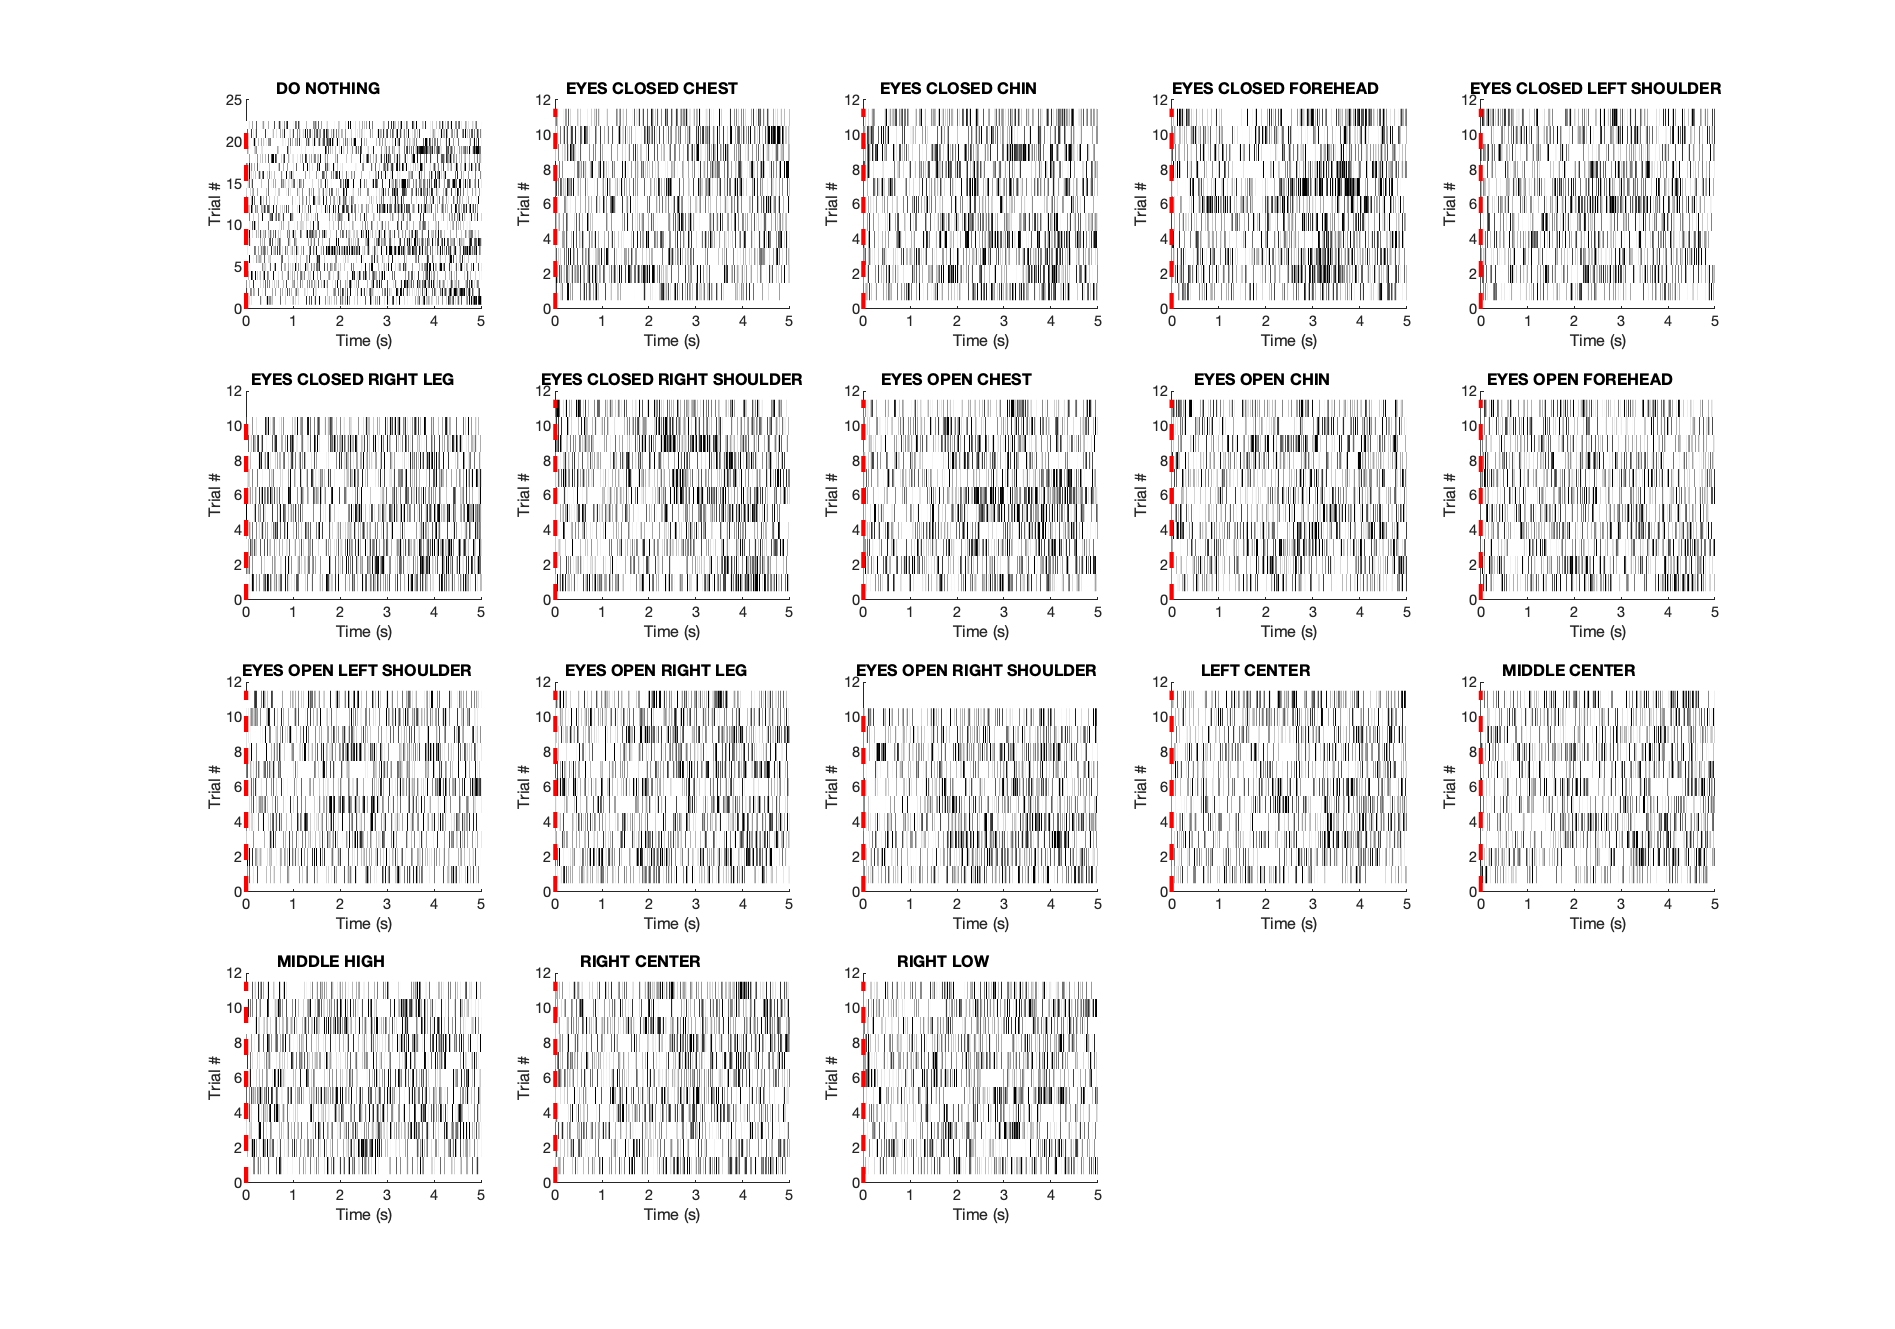 DO NOTHING
25
20
15
10
5
0
Trial #
0 1 2 3 4 5
Time (s)
EYES CLOSED CHEST
12
10
8
6
4
2
0
Trial #
0 1 2 3 4 5
Time (s)
EYES CLOSED CHIN
12
10
8
6
4
2
0
Trial #
0 1 2 3 4 5
Time (s)
EYES CLOSED FOREHEAD
12
10
8
6
4
2
0
Trial #
0 1 2 3 4 5
Time (s)
EYES CLOSED LEFT SHOULDER
12
10
8
6
4
2
0
Trial #
0 1 2 3 4 5
Time (s)
EYES CLOSED RIGHT LEG
12
10
8
6
4
2
0
Trial #
0 1 2 3 4 5
Time (s)
EYES CLOSED RIGHT SHOULDER
12
10
8
6
4
2
0
Trial #
0 1 2 3 4 5
Time (s)
EYES OPEN CHEST
12
10
8
6
4
2
0
Trial #
0 1 2 3 4 5
Time (s)
EYES OPEN CHIN
12
10
8
6
4
2
0
Trial #
0 1 2 3 4 5
Time (s)
EYES OPEN FOREHEAD
12
10
8
6
4
2
0
Trial #
0 1 2 3 4 5
Time (s)
EYES OPEN LEFT SHOULDER
12
10
8
6
4
2
0
Trial #
0 1 2 3 4 5
Time (s)
EYES OPEN RIGHT LEG
12
10
8
6
4
2
0
Trial #
0 1 2 3 4 5
Time (s)
EYES OPEN RIGHT SHOULDER
12
10
8
6
4
2
0
Trial #
0 1 2 3 4 5
Time (s)
LEFT CENTER
12
10
8
6
4
2
0
Trial #
0 1 2 3 4 5
Time (s)
MIDDLE CENTER
12
10
8
6
4
2
0
Trial #
0 1 2 3 4 5
Time (s)
MIDDLE HIGH
12
10
8
6
4
2
0
Trial #
0 1 2 3 4 5
Time (s)
RIGHT CENTER
12
10
8
6
4
2
0
Trial #
0 1 2 3 4 5
Time (s)
RIGHT LOW
12
10
8
6
4
2
0
Trial #
0 1 2 3 4 5
Time (s)